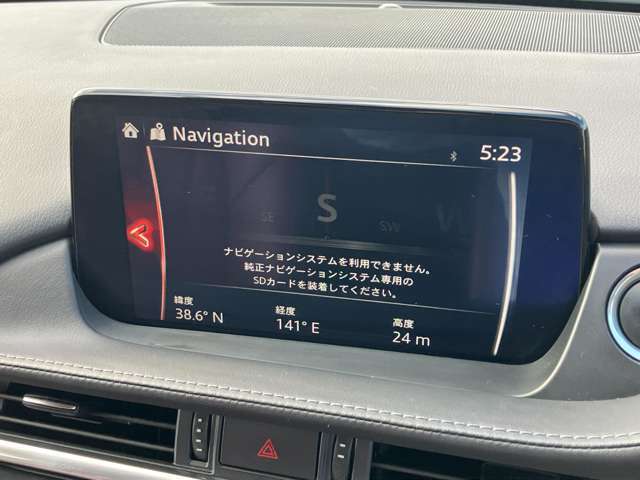 Navigation
5:23
SE
S
SW
W
ナビゲーションシステムを利用できません。
純正ナビゲーションシステム専用の
SDカードを装着してください。
緯度
経度
高度
38.6° N
141° E
24 m